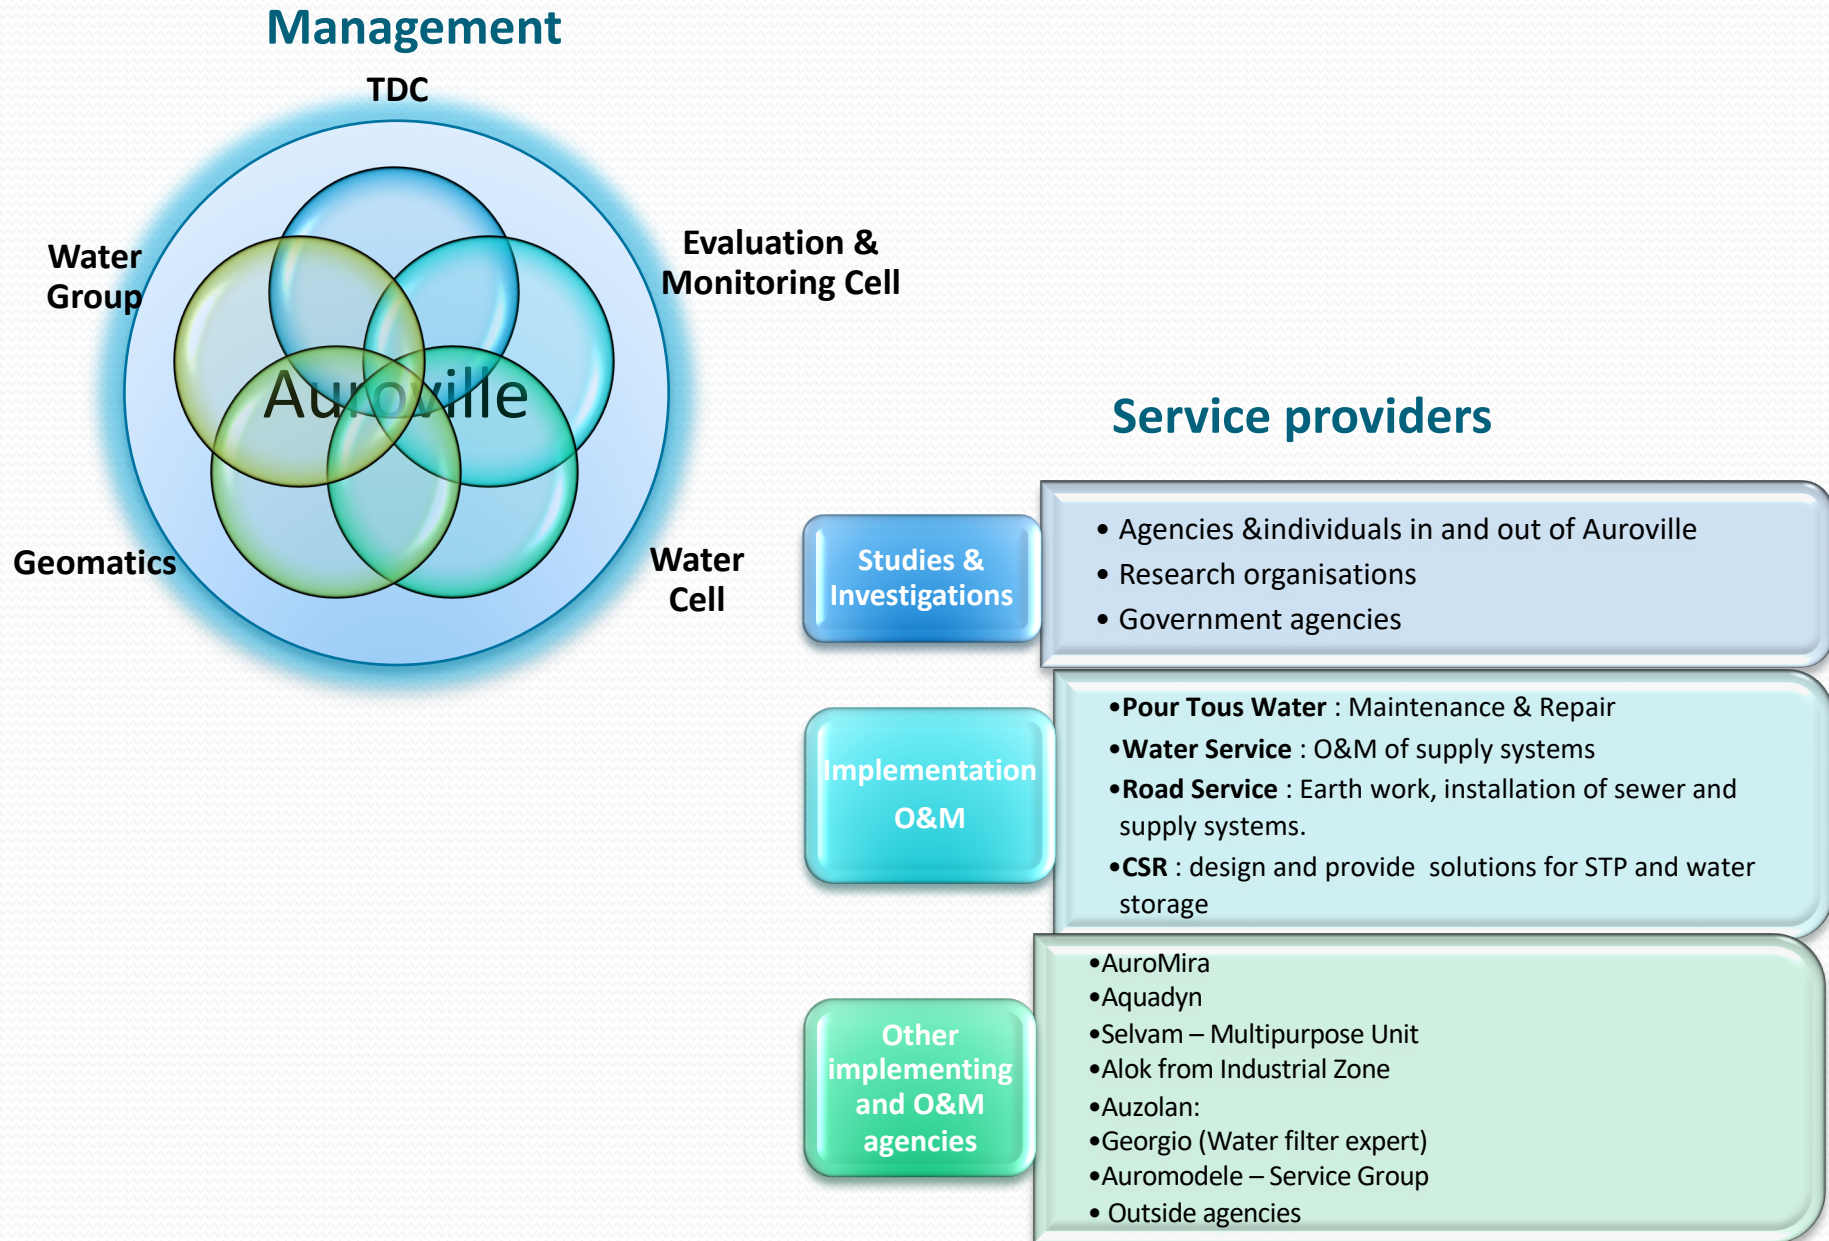 Management
TDC
Water
Group
Evaluation &
Monitoring Cell
Auroville
Geomatics
Water
Cell
Service providers
Studies &
Investigations
• Agencies &individuals in and out of Auroville
• Research organisations
• Government agencies
Implementation
O&M
•Pour Tous Water : Maintenance & Repair
•Water Service : O&M of supply systems
•Road Service : Earth work, installation of sewer and
supply systems.
•CSR : design and provide solutions for STP and water
storage
Other
implementing
and O&M
agencies
•AuroMira
•Aquadyn
•Selvam – Multipurpose Unit
•Alok from Industrial Zone
•Auzolan:
•Georgio (Water filter expert)
•Auromodele – Service Group
• Outside agencies